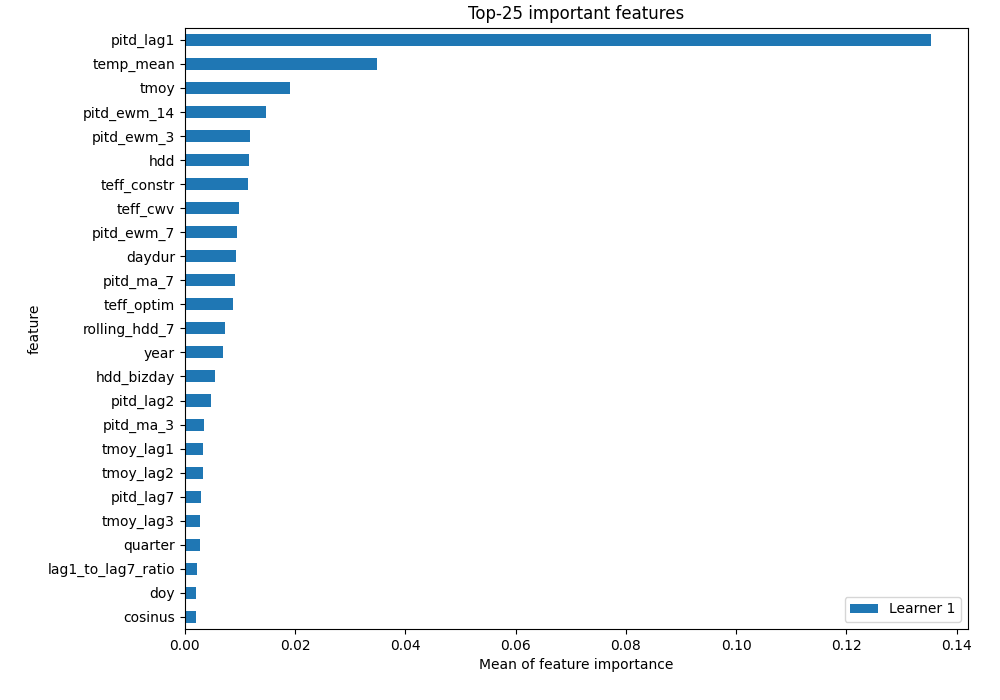 Top-25 important features
pitd_lag1
temp_mean
tmoy
pitd_ewm_14
pitd_ewm_3
hdd
teff_constr
teff_cwv
pitd_ewm_7
daydur
pitd_ma_7
teff_optim
rolling_hdd_7
year
hdd_bizday
pitd_lag2
pitd_ma_3
tmoy_lag1
tmoy_lag2
pitd_lag7
tmoy_lag3
quarter
lag1_to_lag7_ratio
doy
cosinus
feature
Learner 1
0.00 0.02 0.04 0.06 0.08 0.10 0.12 0.14
Mean of feature importance